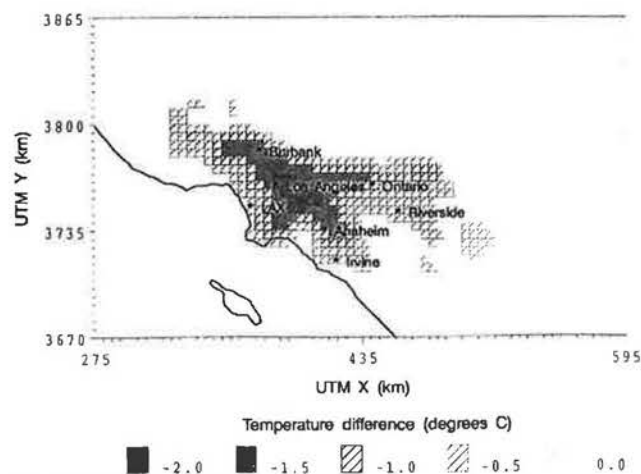 3865
3800
3735
3670
UTM Y (km)
Burbank
Los Angeles
Ontario
LAX
Riverside
Anaheim
Irvine
275
435
595
UTM X (km)
Temperature difference (degrees C)
-2.0
-1.5
-1.0
-0.5
0.0